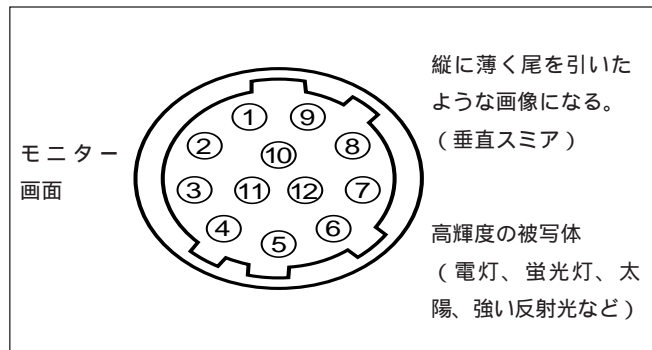 モニター
画面
① ⑨
② ⑧
⑩
③ ⑪ ⑫ ⑦
④ ⑥
⑤
縦に薄く尾を引いた
ような画像になる。
(垂直スミア)
高輝度の被写体
(電灯、蛍光灯、太
陽、強い反射光など)